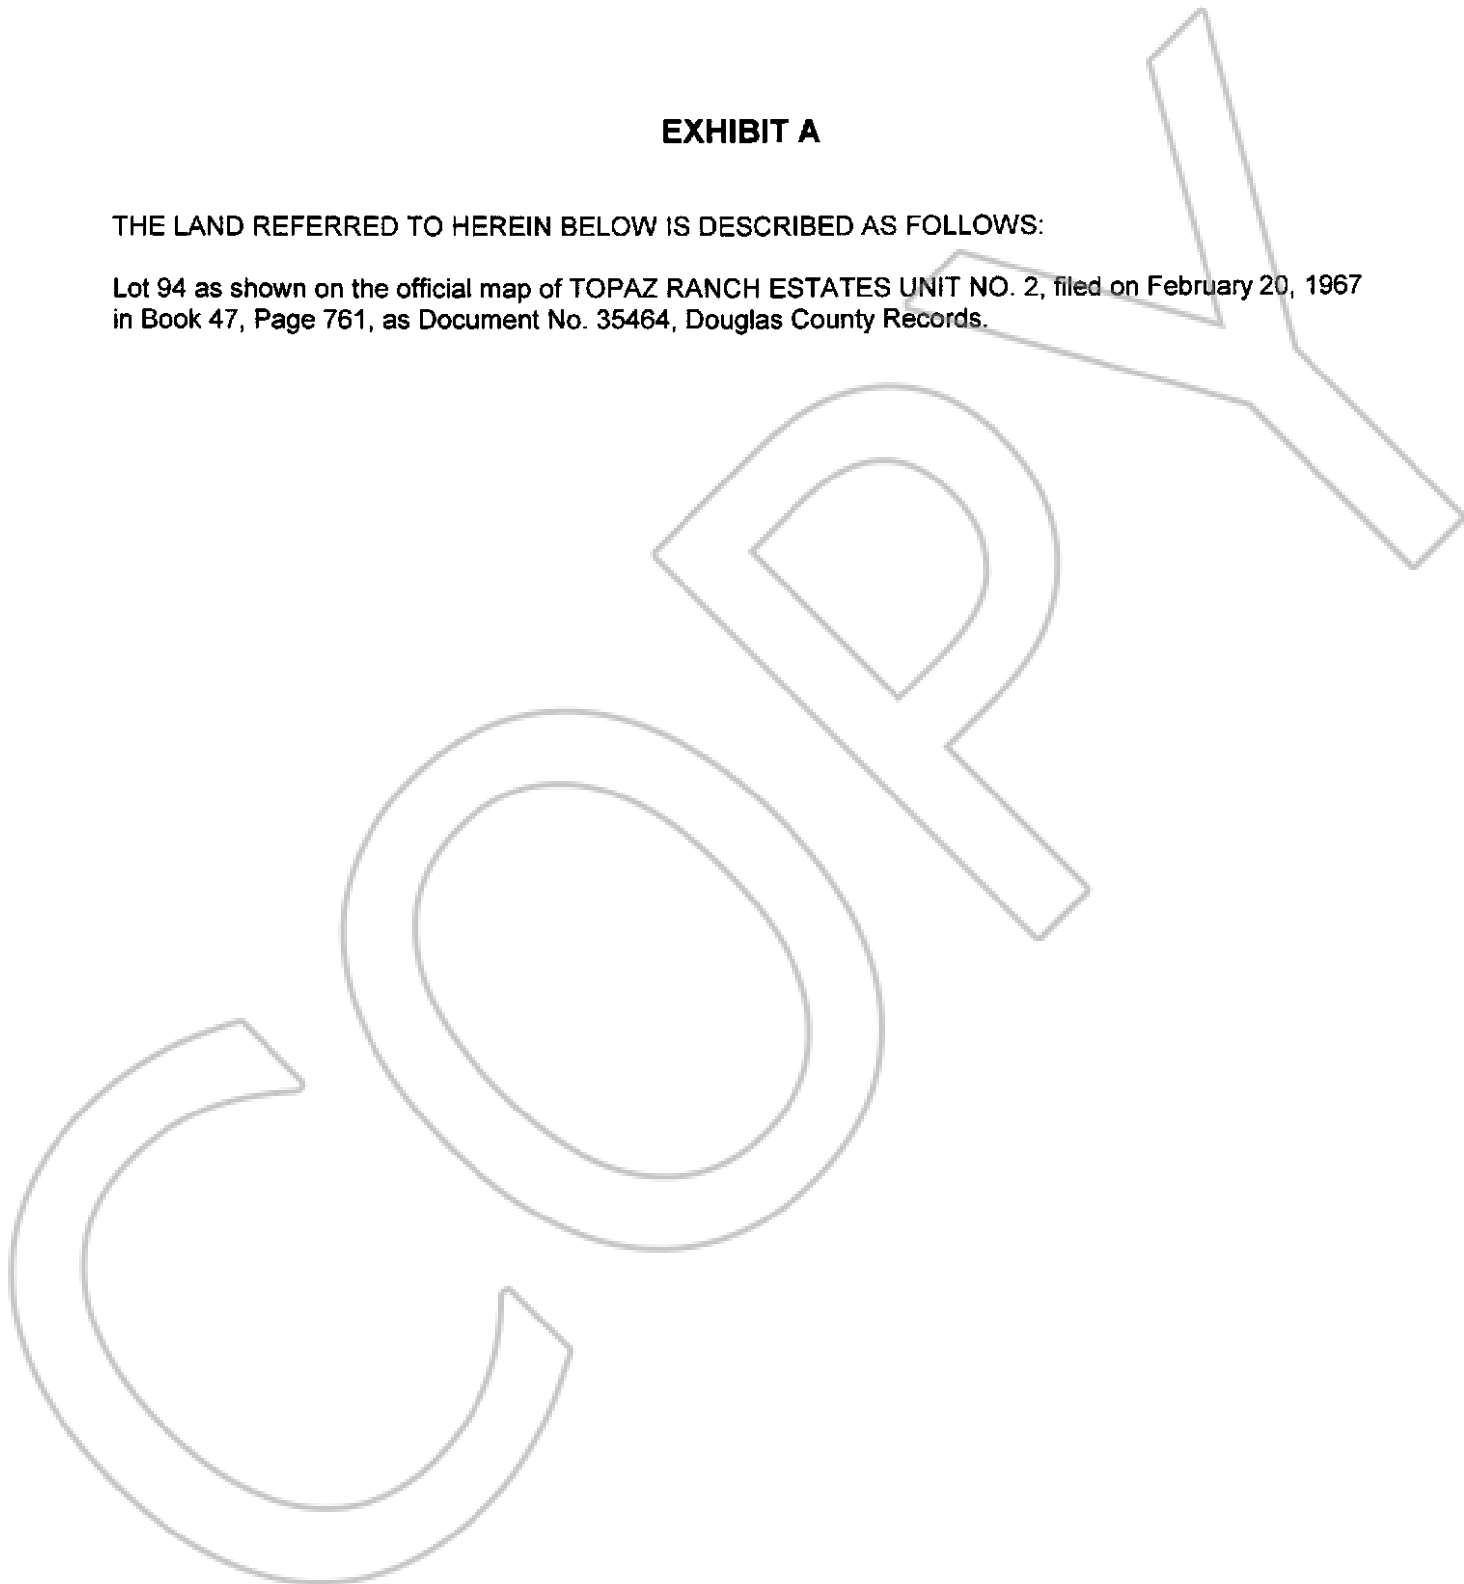 EXHIBIT A
THE LAND REFERRED TO HEREIN BELOW IS DESCRIBED AS FOLLOWS:
Lot 94 as shown on the official map of TOPAZ RANCH ESTATES UNIT NO. 2, filed on February 20, 1967
in Book 47, Page 761, as Document No. 35464, Douglas County Records.
COPY